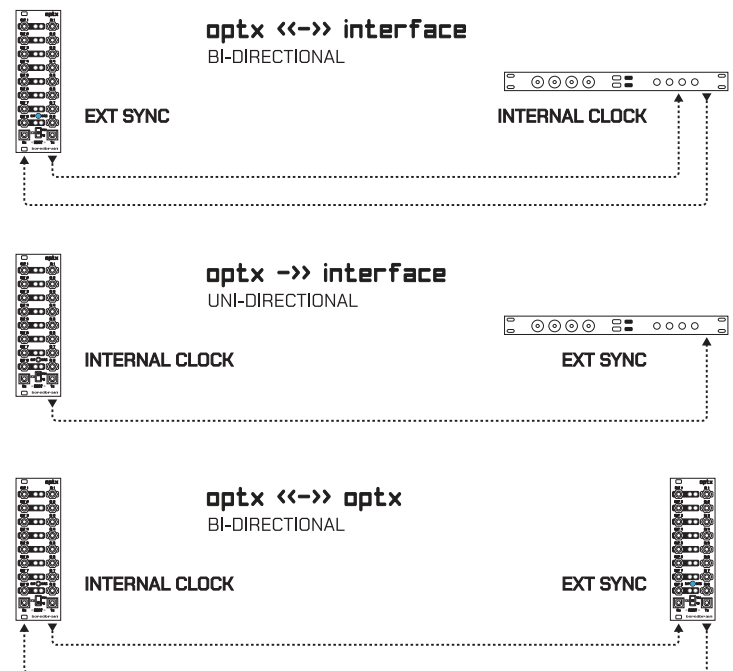 optx <<->> interface
BI-DIRECTIONAL
EXT SYNC
INTERNAL CLOCK
optx ->> interface
UNI-DIRECTIONAL
INTERNAL CLOCK
EXT SYNC
optx <<->> optx
BI-DIRECTIONAL
INTERNAL CLOCK
EXT SYNC